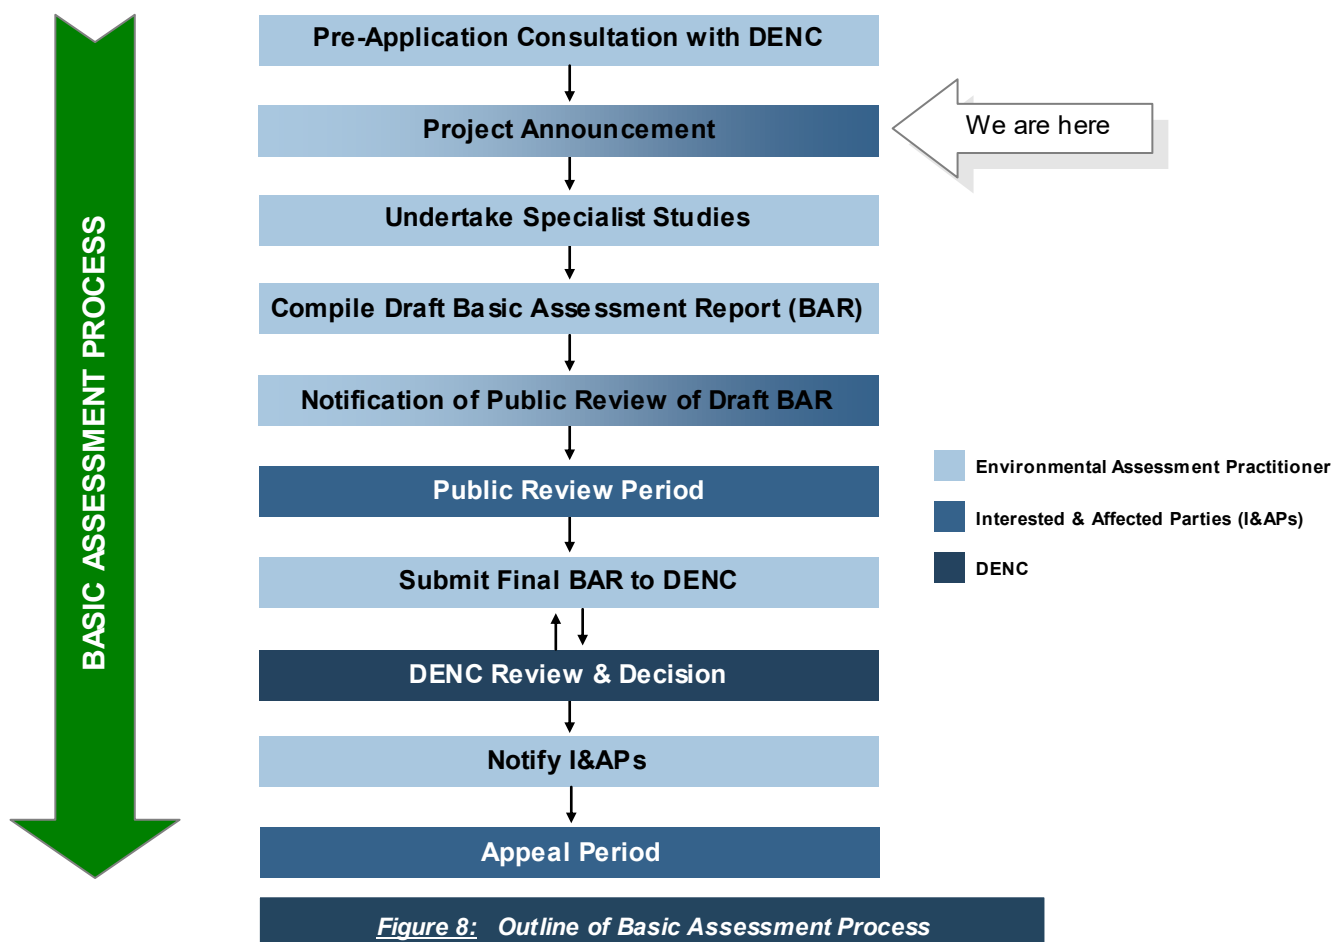 BASIC ASSESSMENT PROCESS
Pre-Application Consultation with DENC
Project Announcement
We are here
Undertake Specialist Studies
Compile Draft Basic Assessment Report (BAR)
Notification of Public Review of Draft BAR
Public Review Period
Submit Final BAR to DENC
DENC Review & Decision
Notify I&APs
Appeal Period
Environmental Assessment Practitioner
Interested & Affected Parties (I&APs)
DENC
Figure 8: Outline of Basic Assessment Process